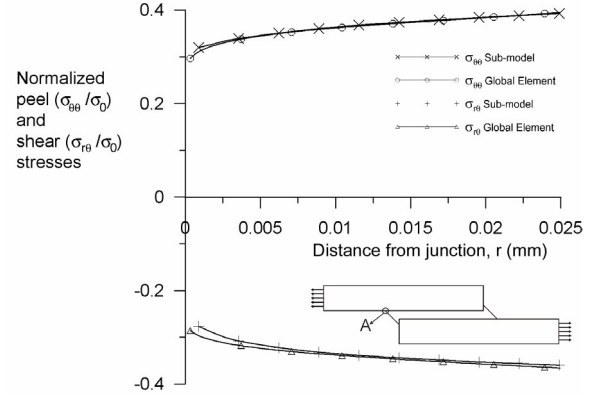 0.4
Normalized
peel (σθθ /σ0)
and
shear (σrθ /σ0)
stresses
σθθ Sub-model
σθθ Global Element
σrθ Sub-model
σrθ Global Element
0.2
0
0 0.005 0.01 0.015 0.02 0.025
Distance from junction, r (mm)
-0.2
A
-0.4